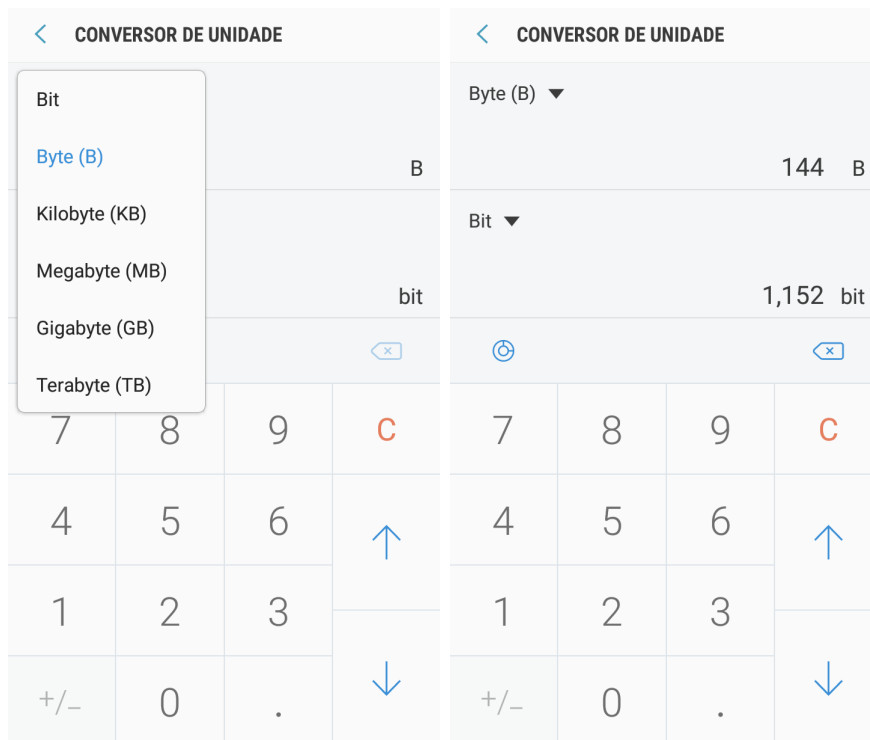 CONVERSOR DE UNIDADE
Bit
Byte (B)
Kilobyte (KB)
Megabyte (MB)
Gigabyte (GB)
Terabyte (TB)
B
bit
7 8 9 C
4 5 6
1 2 3
+/− 0 .
CONVERSOR DE UNIDADE
Byte (B)
144 B
Bit
1,152 bit
7 8 9 C
4 5 6
1 2 3
+/− 0 .